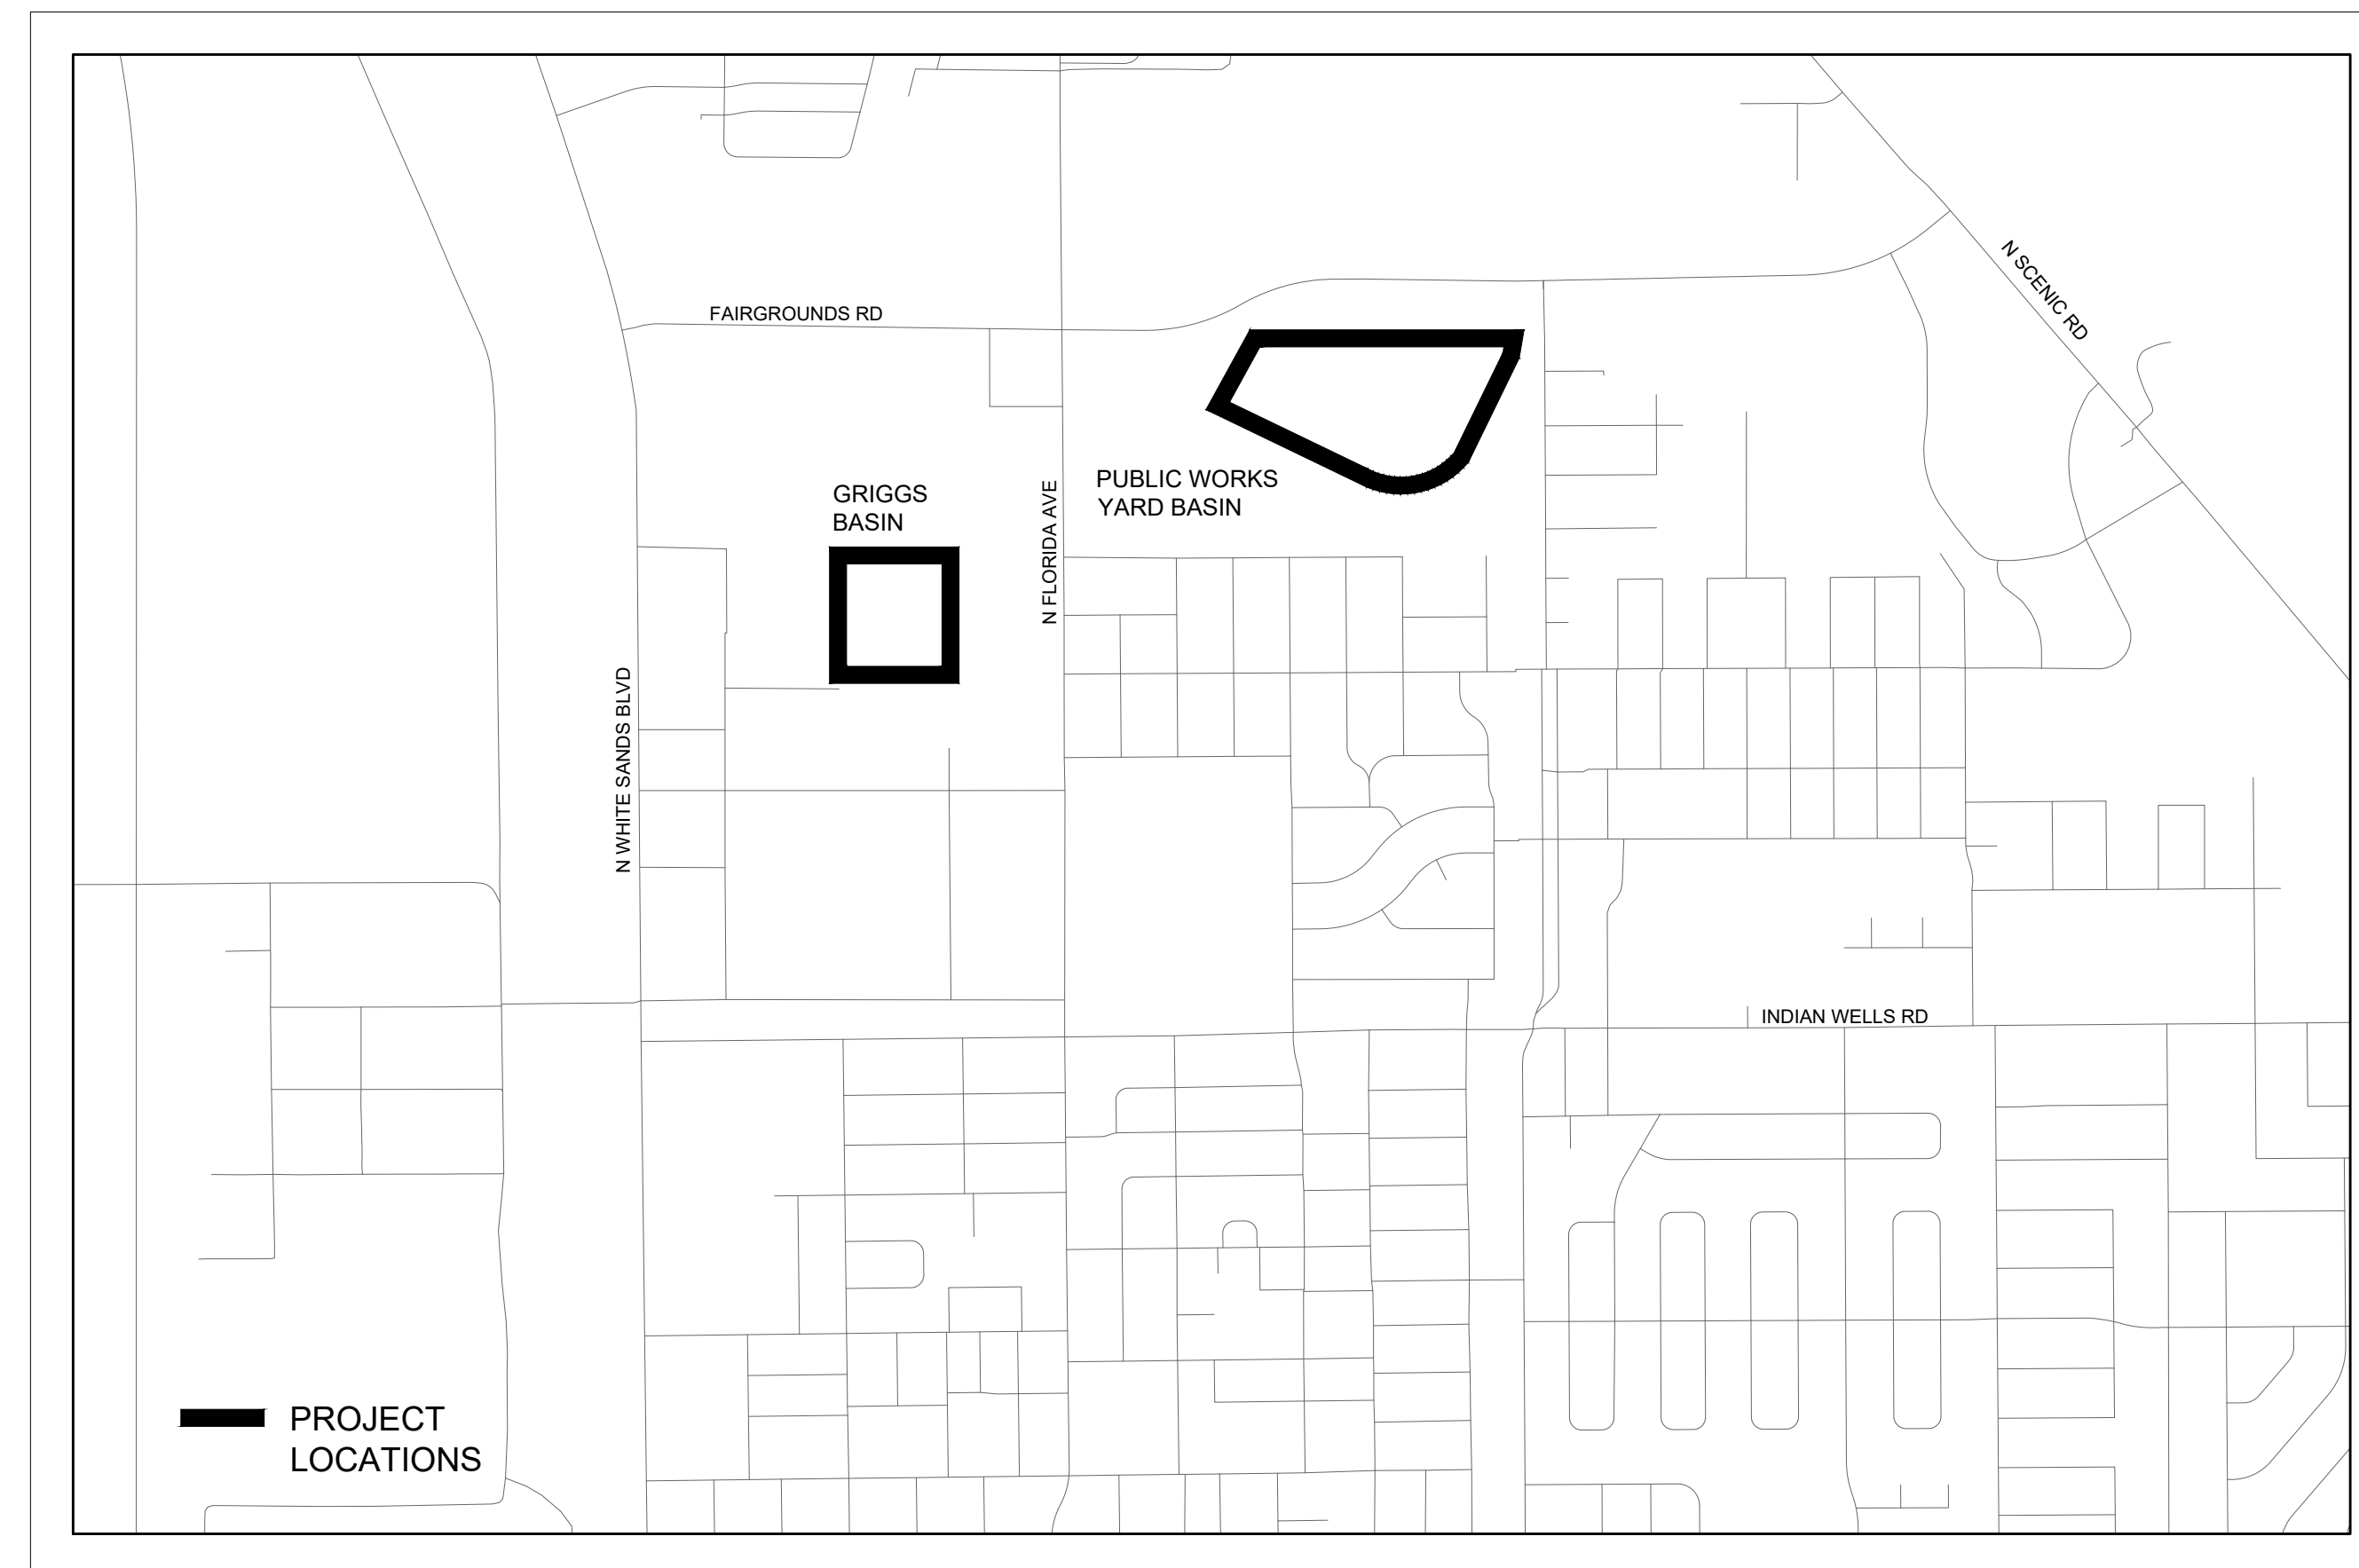 N SCENIC RD
FAIRGROUNDS RD
PUBLIC WORKS
YARD BASIN
GRIGGS
BASIN
N FLORIDA AVE
N WHITE SANDS BLVD
INDIAN WELLS RD
PROJECT
LOCATIONS